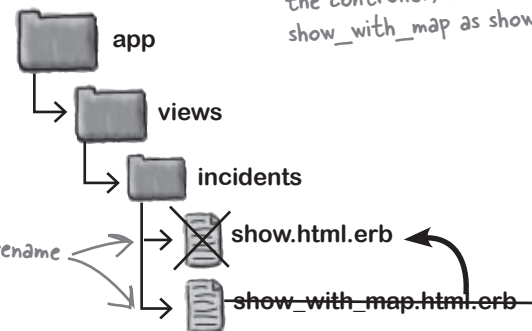 the controller,
show_with_map as show
app
views
incidents
show.html.erb
rename
show_with_map.html.erb